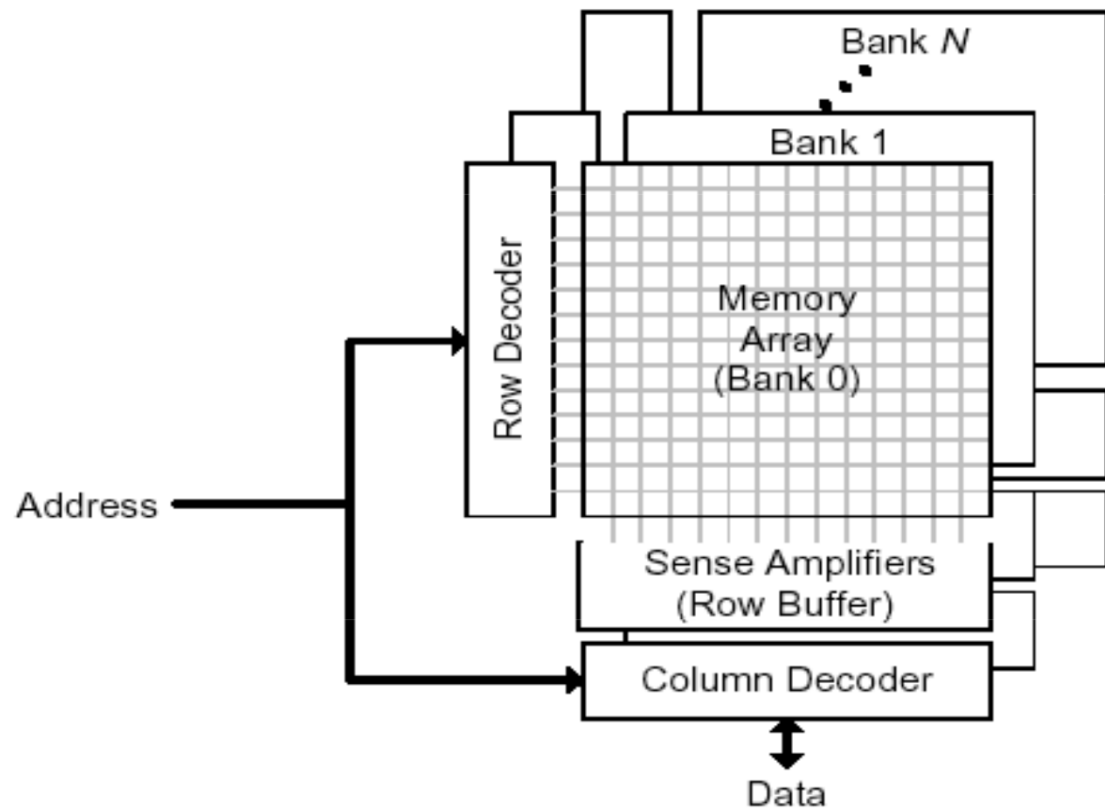 Bank N
Bank 1
Row Decoder
Memory
Array
(Bank 0)
Address
Sense Amplifiers
(Row Buffer)
Column Decoder
Data